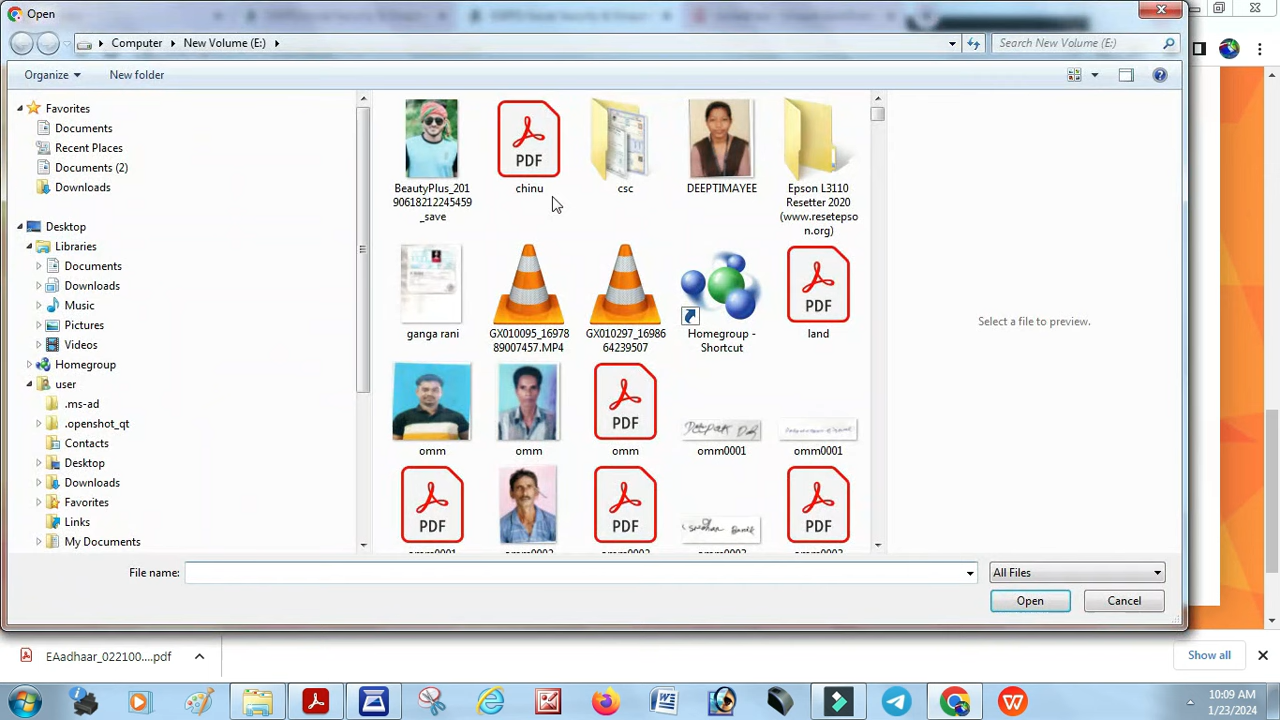 Open
Computer
New Volume (E:)
Search New Volume (E:)
Organize
New folder
Favorites
Documents
Recent Places
Documents (2)
Downloads
Desktop
Libraries
Documents
Downloads
Music
Pictures
Videos
Homegroup
user
.ms-ad
.openshot_qt
Contacts
Desktop
Downloads
Favorites
Links
My Documents
BeautyPlus_201
90618212245459
_save
PDF
chinu
csc
DEEPTIMAYEE
Epson L3110
Resetter 2020
(www.resetepso
n.org)
ganga rani
GX010095_16978
89007457.MP4
GX010297_16986
64239507
Homegroup -
Shortcut
PDF
land
omm
omm
PDF
omm
omm0001
omm0001
PDF
PDF
PDF
Select a file to preview.
File name:
All Files
Open
Cancel
EAadhaar_022100....pdf
Show all
10:09 AM
1/23/2024